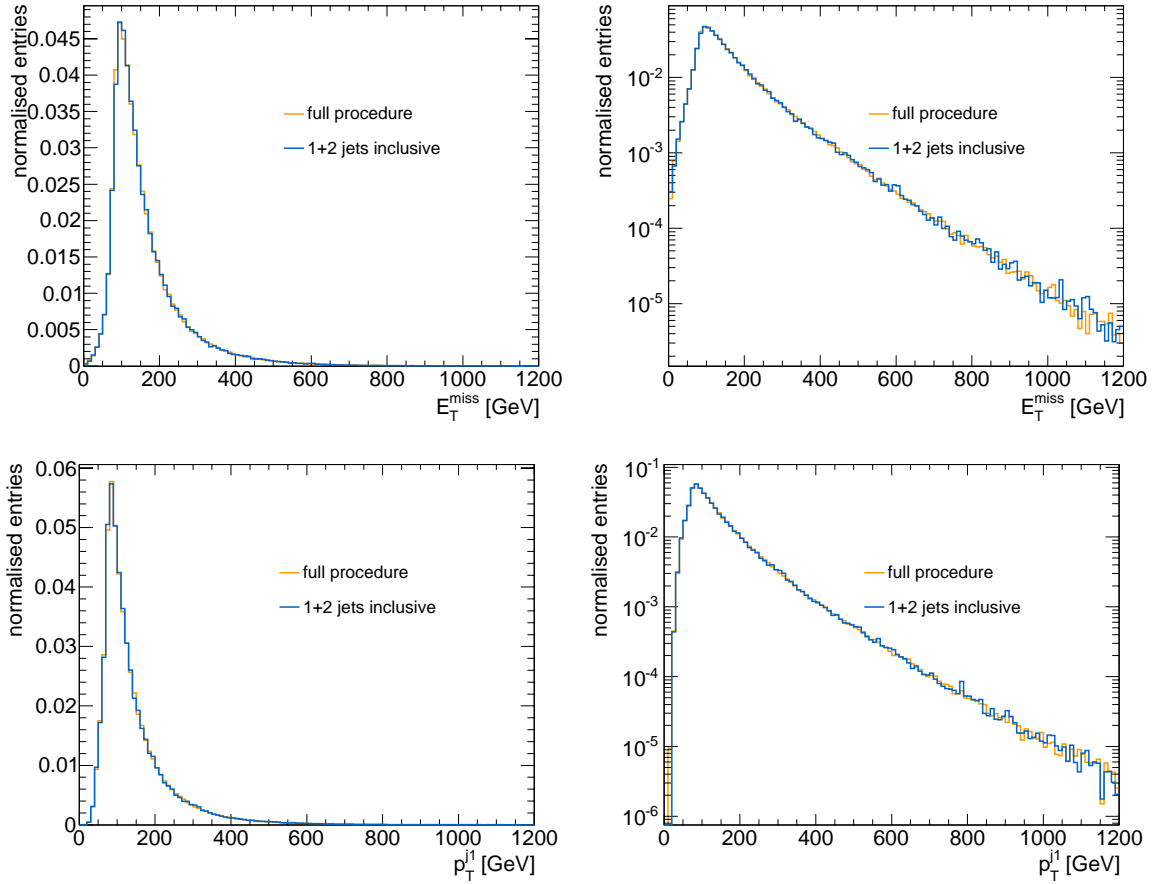 normalised entries
0.045
0.04
0.035
0.03
0.025
0.02
0.015
0.01
0.005
0
full procedure
1+2 jets inclusive
0 200 400 600 800 1000 1200
E_T^miss [GeV]
normalised entries
10^-2
10^-3
10^-4
10^-5
full procedure
1+2 jets inclusive
0 200 400 600 800 1000 1200
E_T^miss [GeV]
normalised entries
0.06
0.05
0.04
0.03
0.02
0.01
0
full procedure
1+2 jets inclusive
0 200 400 600 800 1000 1200
p_T^j1 [GeV]
normalised entries
10^-1
10^-2
10^-3
10^-4
10^-5
10^-6
full procedure
1+2 jets inclusive
0 200 400 600 800 1000 1200
p_T^j1 [GeV]